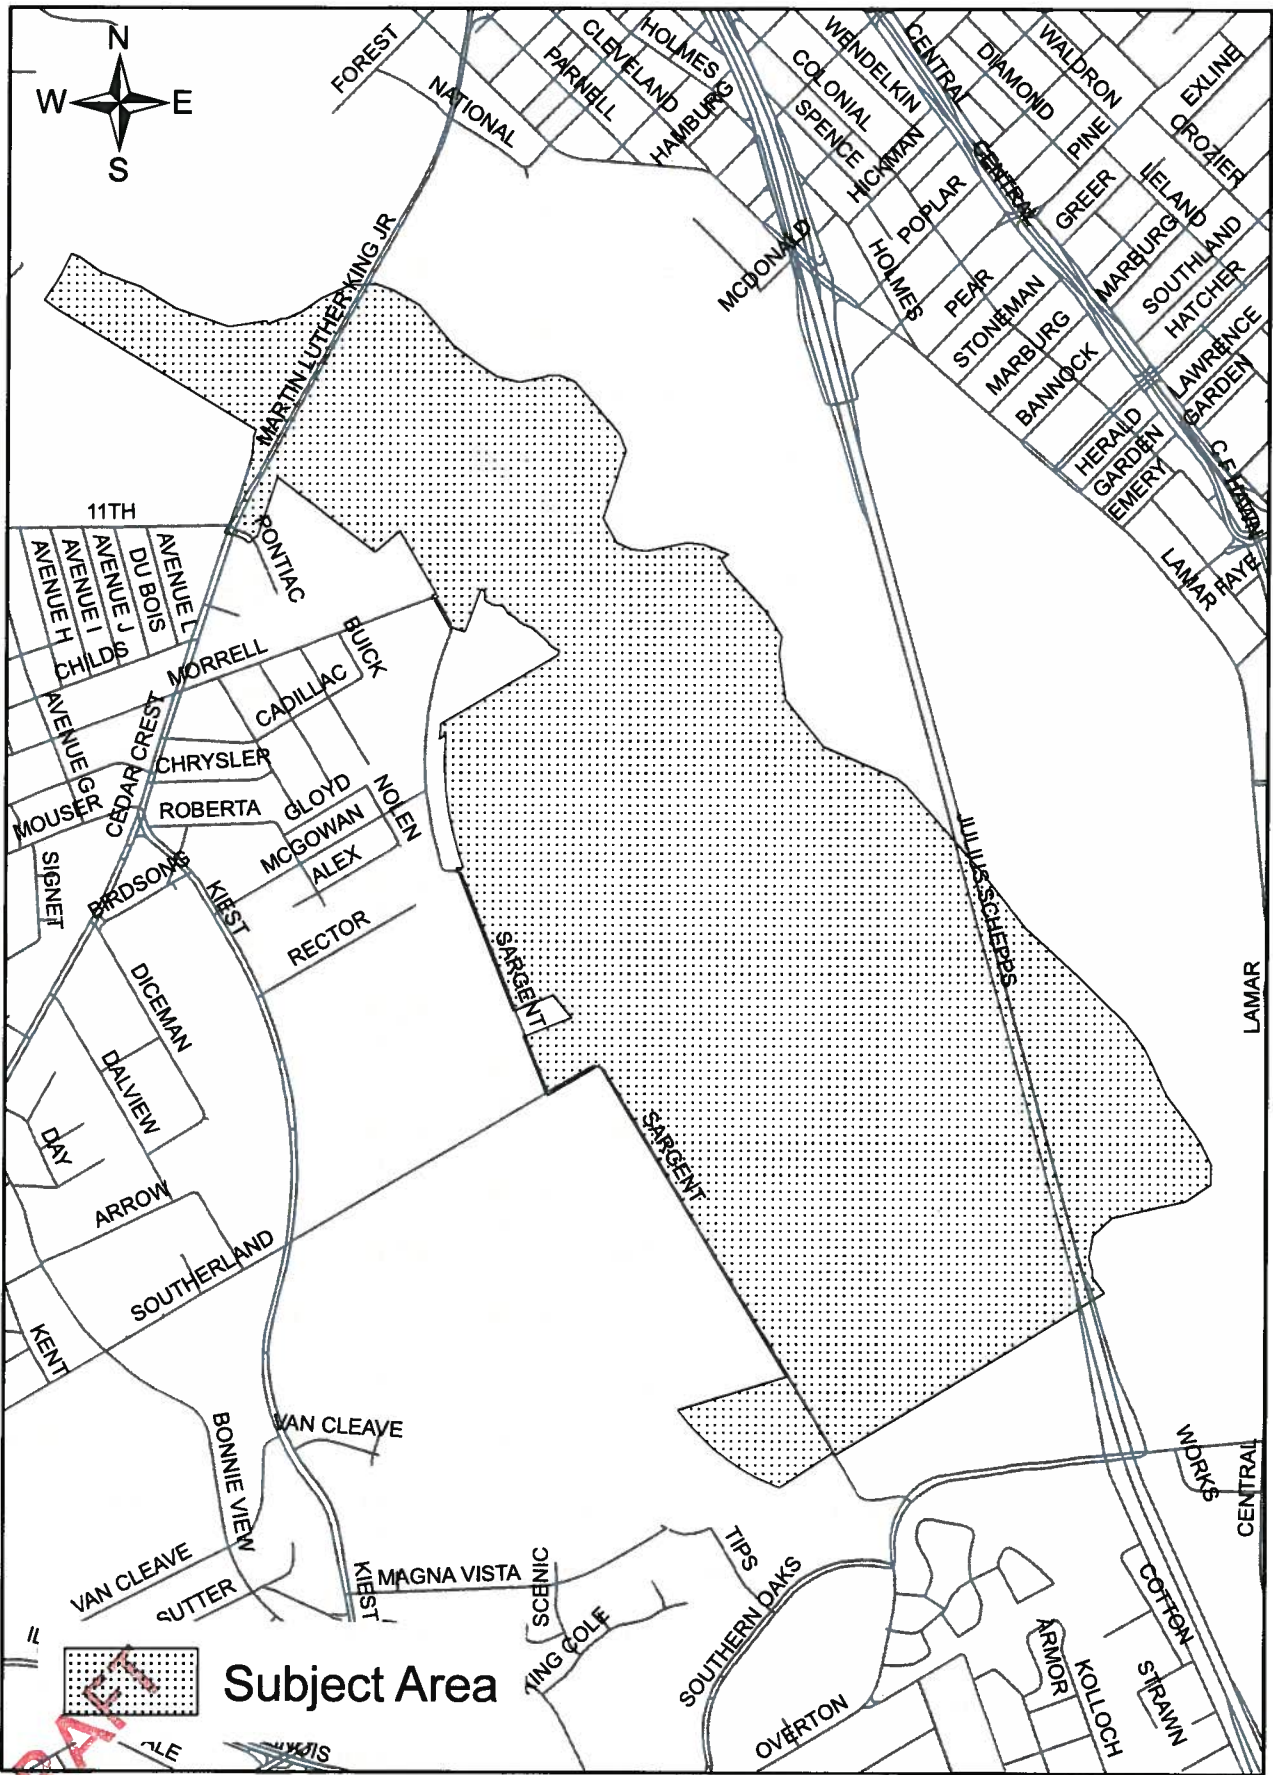 N
W E
S
FOREST
NATIONAL
CLEVELAND
PARNELL
HOLMES
HAMBURG
WENDELKIN
COLONIAL
SPENCE
HICKMAN
CENTRAL
DIAMOND
WALDRON
EXLINE
CROZIER
PINE
CENTRAL
GREER
LELAND
POPLAR
MARBURG
SOUTHLAND
HATCHER
MCDONALD
HOLMES
PEAR
STONEMAN
MARBURG
BANNOCK
LAWRENCE
GARDEN
HERALD
GARDEN
EMERY
C F HAWN
LAMAR
FAYE
MARTIN LUTHER KING JR
11TH
PONTIAC
AVENUE H
AVENUE I
AVENUE J
DU BOIS
AVENUE L
CHILDS
MORRELL
BUICK
CADILLAC
AVENUE G
CEDAR CREST
CHRYSLER
MOUSER
ROBERTA
GLOYD
NOLEN
MCGOWAN
ALEX
SIGNET
BIRDSONG
KIEST
RECTOR
JULIUS SCHEPPS
SARGENT
LAMAR
DICEMAN
DALVIEW
DAY
SARGENT
ARROW
SOUTHERLAND
KENT
VAN CLEAVE
BONNIE VIEW
WORKS
CENTRAL
VAN CLEAVE
SUTTER
KIEST
MAGNA VISTA
SCENIC
TIPS
SOUTHERN OAKS
COTTON
ARMOR
KOLLOCH
STRAWN
OVERTON
Subject Area